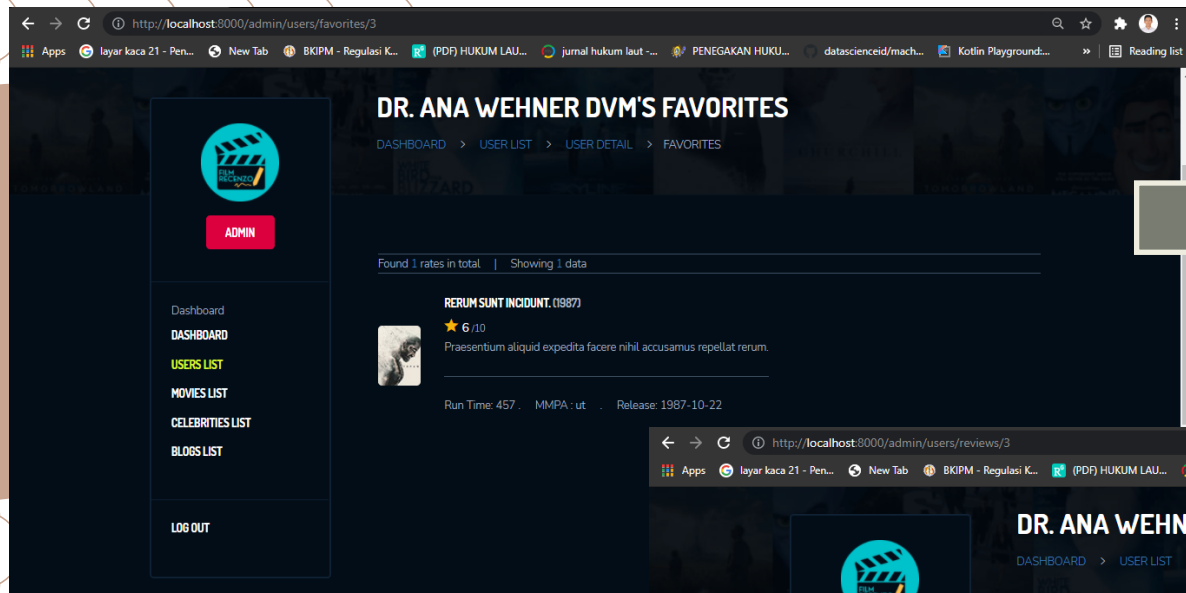 http://localhost:8000/admin/users/favorites/3
Apps layar kaca 21 - Pen... New Tab BKIPM - Regulasi K... (PDF) HUKUM LAU... jurnal hukum laut -... PENEGAKAN HUKU... datascienceid/mach... Kotlin Playground:... » Reading list
DR. ANA WEHNER DVM'S FAVORITES
DASHBOARD > USER LIST > USER DETAIL > FAVORITES
FILM
RECENZO
ADMIN
Found 1 rates in total | Showing 1 data
RERUM SUNT INCIDUNT. (1987)
6 /10
Praesentium aliquid expedita facere nihil accusamus repellat rerum.
Run Time: 457 . MMPA : ut . Release: 1987-10-22
Dashboard
DASHBOARD
USERS LIST
MOVIES LIST
CELEBRITIES LIST
BLOGS LIST
LOG OUT
http://localhost:8000/admin/users/reviews/3
Apps layar kaca 21 - Pen... New Tab BKIPM - Regulasi K... (PDF) HUKUM LAU...
DR. ANA WEHN
DASHBOARD > USER LIST
FILM